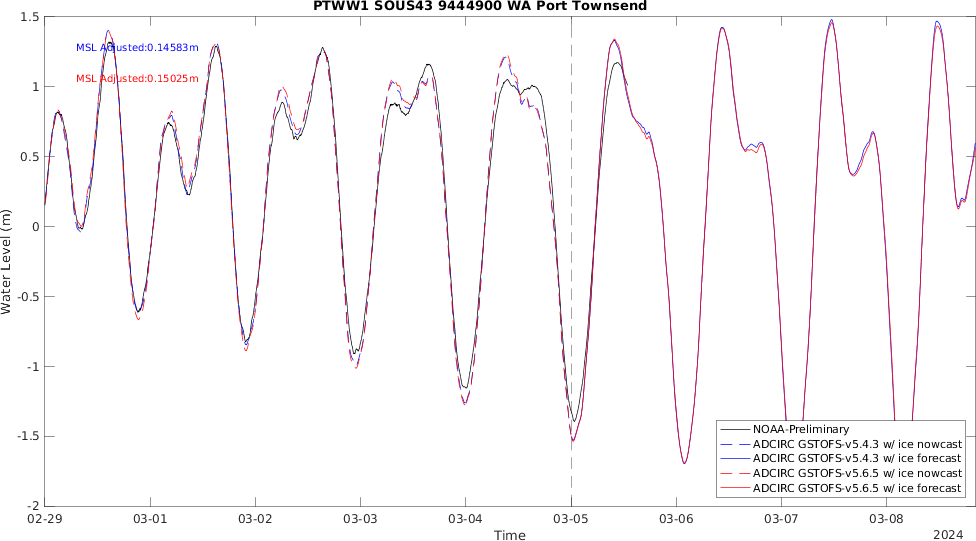 PTWW1 SOUS43 9444900 WA Port Townsend
MSL Adjusted:0.14583m
MSL Adjusted:0.15025m
1.5
1
0.5
0
-0.5
-1
-1.5
-2
Water Level (m)
NOAA-Preliminary
ADCIRC GSTOFS-v5.4.3 w/ ice nowcast
ADCIRC GSTOFS-v5.4.3 w/ ice forecast
ADCIRC GSTOFS-v5.6.5 w/ ice nowcast
ADCIRC GSTOFS-v5.6.5 w/ ice forecast
02-29 03-01 03-02 03-03 03-04 03-05 03-06 03-07 03-08
Time
2024